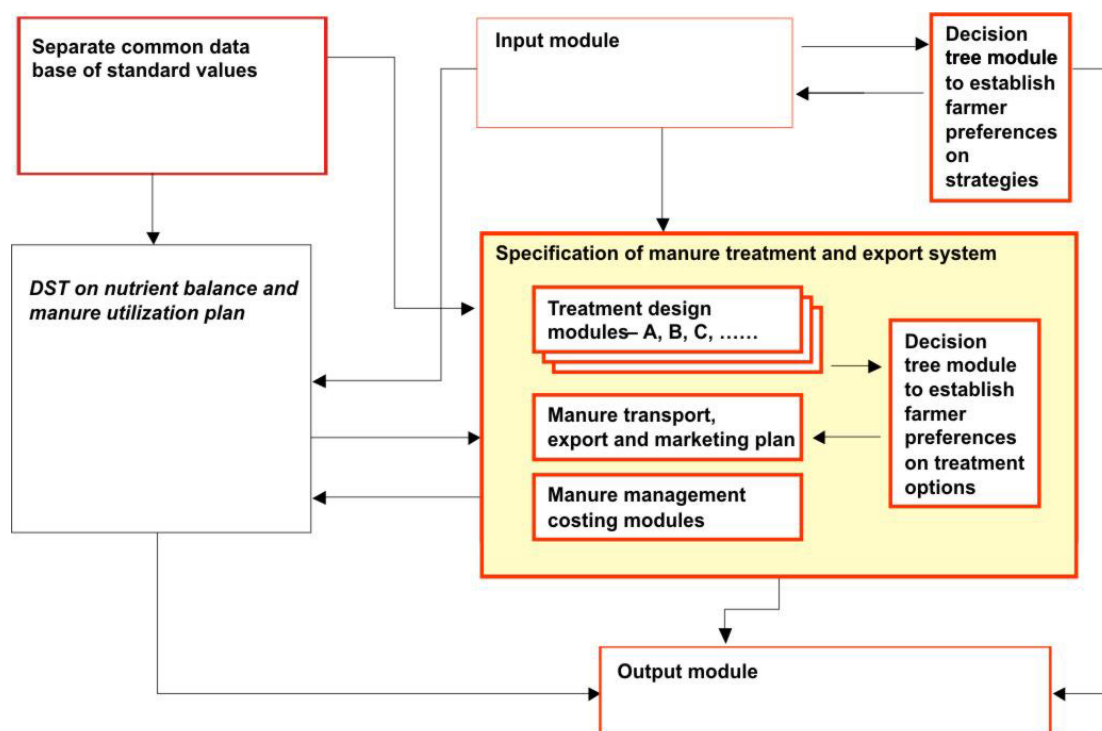 Separate common data
base of standard values
Input module
Decision
tree module
to establish
farmer
preferences
on
strategies
DST on nutrient balance and
manure utilization plan
Specification of manure treatment and export system
Treatment design
modules– A, B, C, ......
Manure transport,
export and marketing plan
Manure management
costing modules
Decision
tree module
to establish
farmer
preferences
on treatment
options
Output module